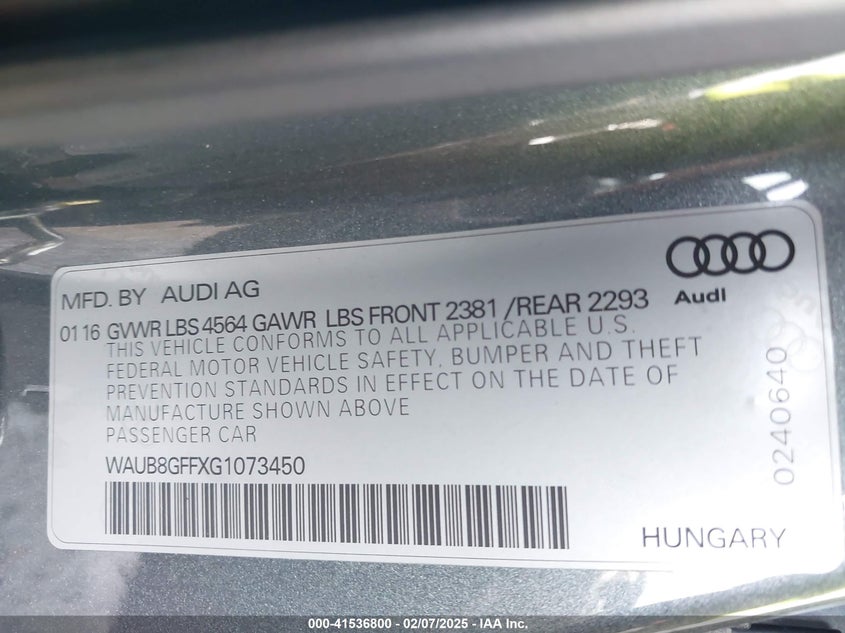 MFD. BY AUDI AG
Audi
01 16 GVWR LBS 4564 GAWR LBS FRONT 2381 /REAR 2293
THIS VEHICLE CONFORMS TO ALL APPLICABLE U.S.
FEDERAL MOTOR VEHICLE SAFETY, BUMPER AND THEFT
PREVENTION STANDARDS IN EFFECT ON THE DATE OF
MANUFACTURE SHOWN ABOVE
PASSENGER CAR
WAUB8GFFXG1073450
0240640
HUNGARY
000-41536800 - 02/07/2025 - IAA Inc.